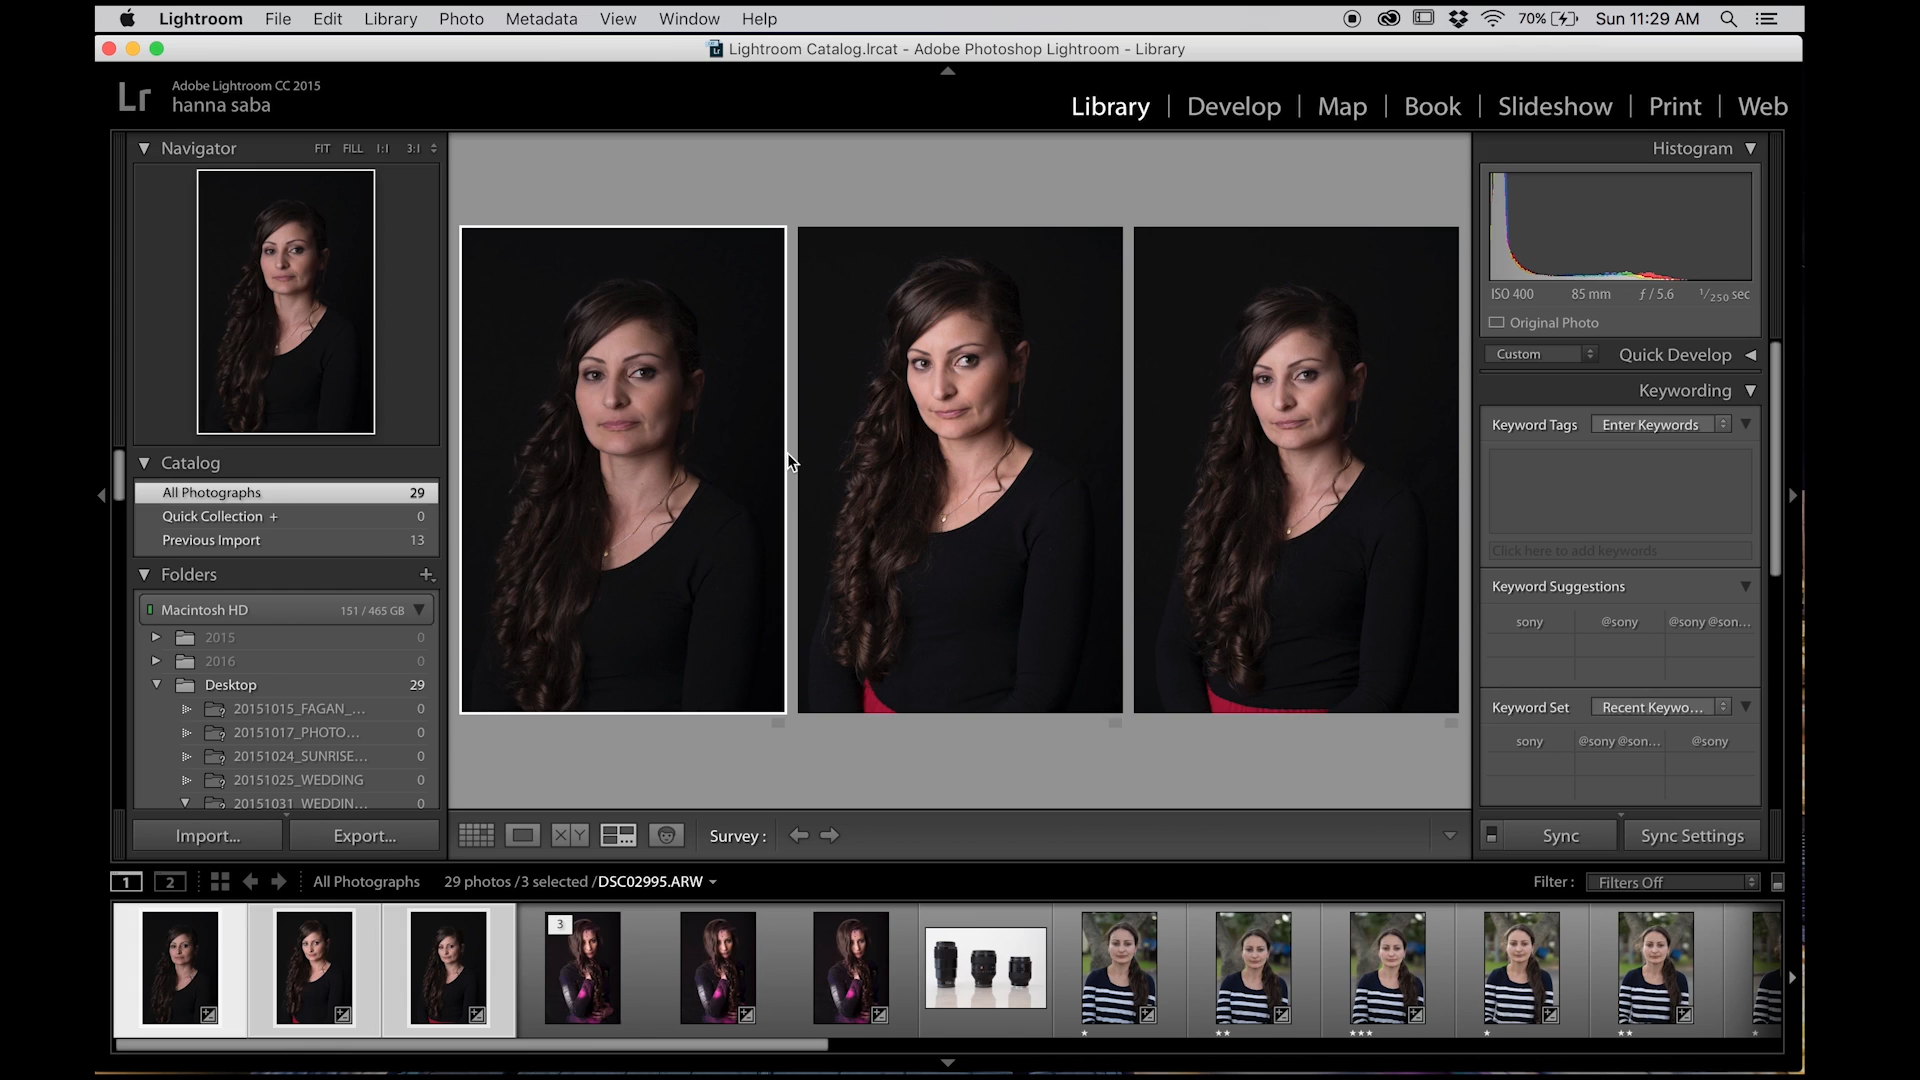 Lightroom File Edit Library Photo Metadata View Window Help 70% Sun 11:29 AM
Lightroom Catalog.lrcat - Adobe Photoshop Lightroom - Library
Lr Adobe Lightroom CC 2015
hanna saba
Library | Develop | Map | Book | Slideshow | Print | Web
Navigator FIT FILL 1:1 3:1
Histogram
ISO 400 85 mm ƒ / 5.6 1/250 sec
Original Photo
Custom Quick Develop
Keywording
Keyword Tags Enter Keywords
Click here to add keywords
Keyword Suggestions
sony @sony @sony @son...
Keyword Set Recent Keywo...
sony @sony @son... @sony
Catalog
All Photographs 29
Quick Collection + 0
Previous Import 13
Folders +
Macintosh HD 151 / 465 GB
2015 0
2016 0
Desktop 29
20151015_FAGAN_... 0
20151017_PHOTO... 0
20151024_SUNRISE... 0
20151025_WEDDING 0
20151031_WEDDIN... 0
Import... Export... X Y Survey : Sync Sync Settings
1 2 All Photographs 29 photos /3 selected /DSC02995.ARW Filter : Filters Off
3